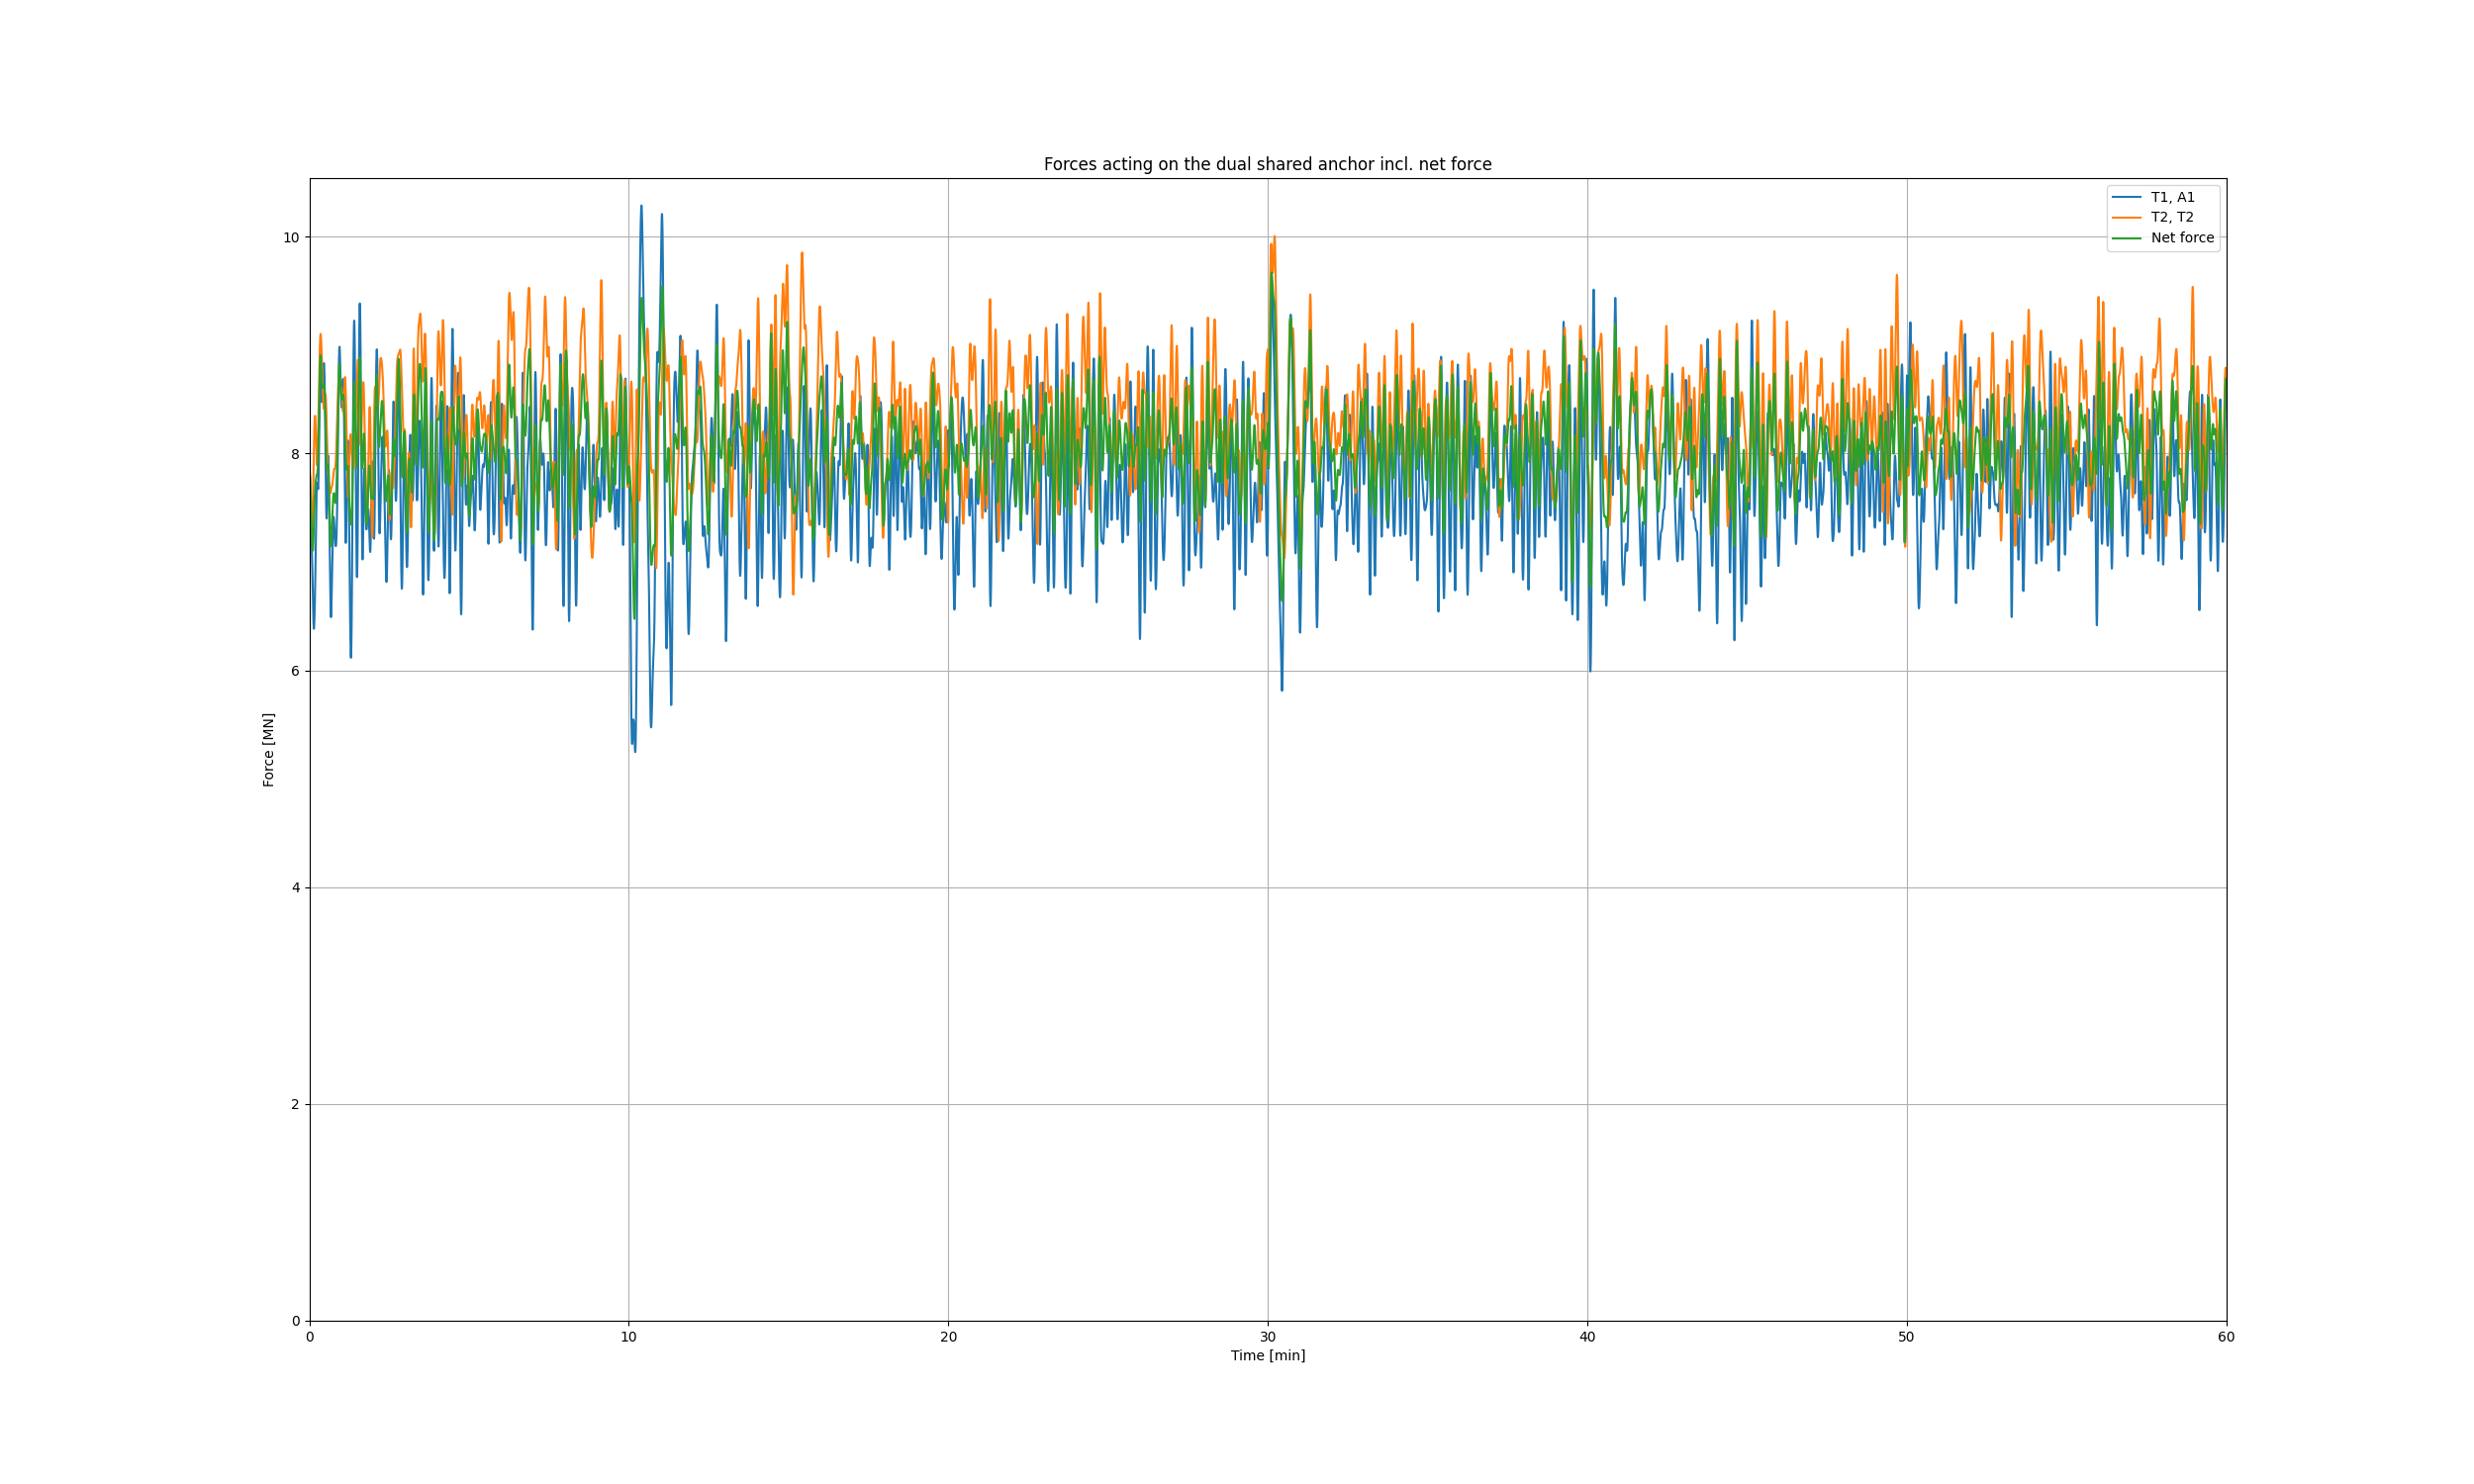 Forces acting on the dual shared anchor incl. net force
T1, A1
T2, T2
Net force
10
8
6
4
2
0
Force [MN]
0 10 20 30 40 50 60
Time [min]